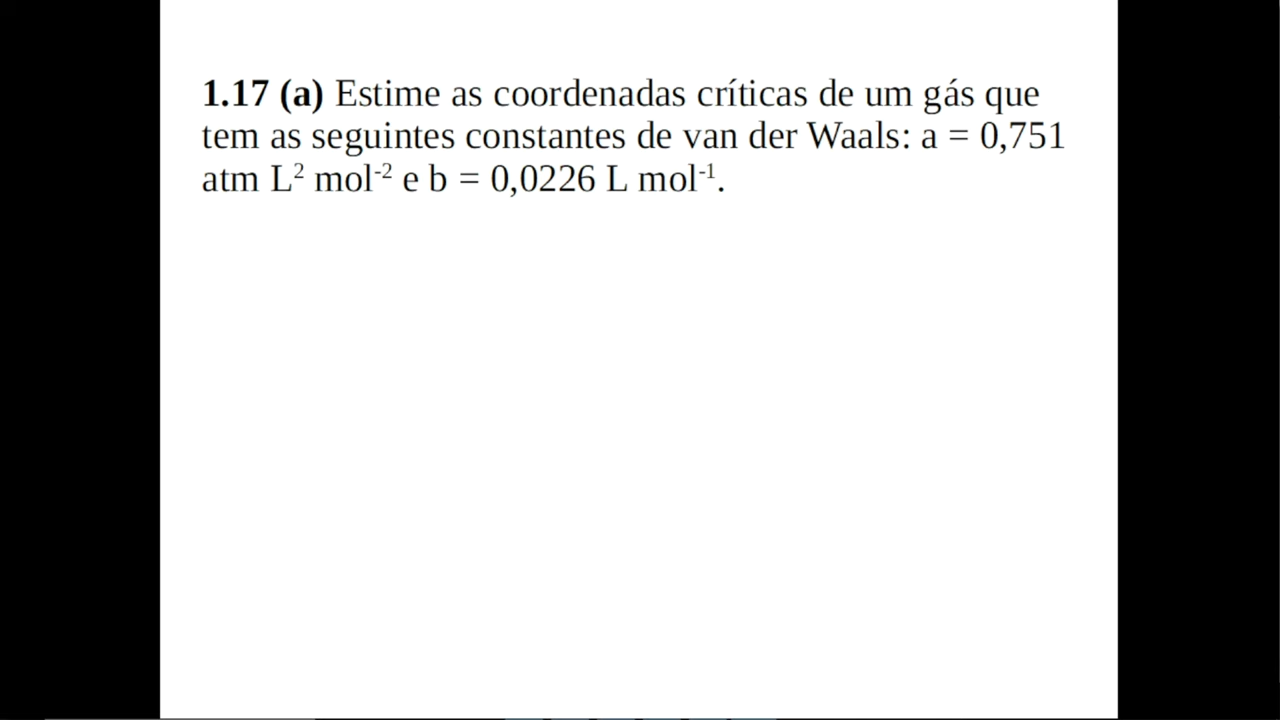 1.17 (a) Estime as coordenadas críticas de um gás que
tem as seguintes constantes de van der Waals: a = 0,751
atm L² mol⁻² e b = 0,0226 L mol⁻¹.